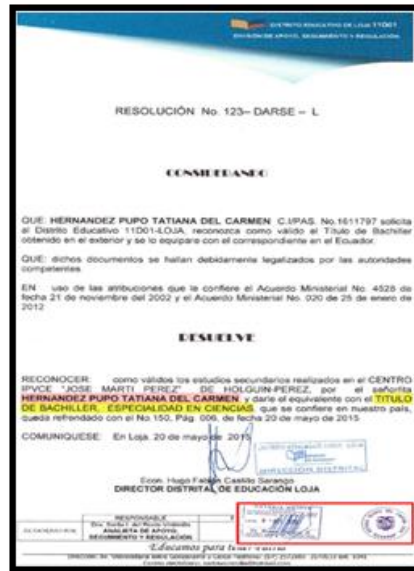 DISTRITO EDUCATIVO DE LOJA 11D01
DIVISIÓN DE APOYO, SEGUIMIENTO Y REGULACIÓN
RESOLUCIÓN No. 123– DARSE – L
CONSIDERANDO
QUE: HERNANDEZ PUPO TATIANA DEL CARMEN C.I/PAS. No.1611797 solicita
al Distrito Educativo 11D01-LOJA, reconozca como válido el Título de Bachiller
obtenido en el exterior y se lo equipare con el correspondiente en el Ecuador.
QUE: dichos documentos se hallan debidamente legalizados por las autoridades
competentes
EN uso de las atribuciones que le confiere el Acuerdo Ministerial No. 4528 de
fecha 21 de noviembre del 2002 y el Acuerdo Ministerial No. 020 de 25 de enero de
2012
RESUELVE
RECONOCER: como válidos los estudios secundarios realizados en el CENTRO
IPVCE "JOSE MARTI PEREZ" DE HOLGUIN-PEREZ, por el señorita
HERNANDEZ PUPO TATIANA DEL CARMEN y darle el equivalente con el TITULO
DE BACHILLER, ESPECIALIDAD EN CIENCIAS, que se confiere en nuestro país,
queda refrendado con el No.150, Pág. 006, de fecha 20 de mayo de 2015
COMUNIQUESE: En Loja, 20 de mayo de 2015
DIRECCIÓN DISTRITAL
Econ. Hugo Fabián Castillo Sarango
DIRECTOR DISTRITAL DE EDUCACIÓN LOJA
RESPONSABLE
ANALISTA DE APOYO,
SEGUIMIENTO Y REGULACIÓN
Educamos para tener Patria